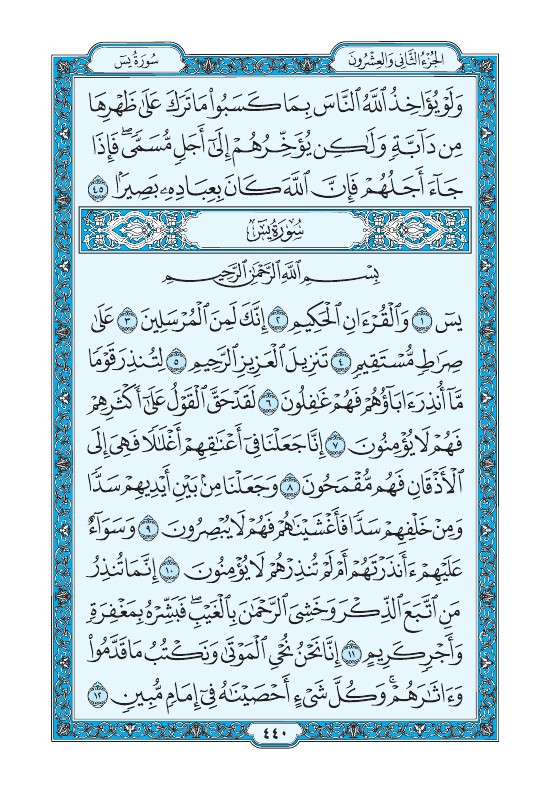 الجُزْءُ الثَّانِي وَالعِشْرُونَ
سُورَةُ يسٓ
وَلَوۡ يُؤَاخِذُ ٱللَّهُ ٱلنَّاسَ بِمَا كَسَبُواْ مَا تَرَكَ عَلَىٰ ظَهۡرِهَا
مِن دَآبَّةٖ وَلَٰكِن يُؤَخِّرُهُمۡ إِلَىٰٓ أَجَلٖ مُّسَمّٗىۖ فَإِذَا
جَآءَ أَجَلُهُمۡ فَإِنَّ ٱللَّهَ كَانَ بِعِبَادِهِۦ بَصِيرَۢا ٤٥
سُورَةُ يسٓ
بِسۡمِ ٱللَّهِ ٱلرَّحۡمَٰنِ ٱلرَّحِيمِ
يسٓ ١ وَٱلۡقُرۡءَانِ ٱلۡحَكِيمِ ٢ إِنَّكَ لَمِنَ ٱلۡمُرۡسَلِينَ ٣ عَلَىٰ
صِرَٰطٖ مُّسۡتَقِيمٖ ٤ تَنزِيلَ ٱلۡعَزِيزِ ٱلرَّحِيمِ ٥ لِتُنذِرَ قَوۡمٗا
مَّآ أُنذِرَ ءَابَآؤُهُمۡ فَهُمۡ غَٰفِلُونَ ٦ لَقَدۡ حَقَّ ٱلۡقَوۡلُ عَلَىٰٓ أَكۡثَرِهِمۡ
فَهُمۡ لَا يُؤۡمِنُونَ ٧ إِنَّا جَعَلۡنَا فِيٓ أَعۡنَٰقِهِمۡ أَغۡلَٰلٗا فَهِيَ إِلَى
ٱلۡأَذۡقَانِ فَهُم مُّقۡمَحُونَ ٨ وَجَعَلۡنَا مِنۢ بَيۡنِ أَيۡدِيهِمۡ سَدّٗا
وَمِنۡ خَلۡفِهِمۡ سَدّٗا فَأَغۡشَيۡنَٰهُمۡ فَهُمۡ لَا يُبۡصِرُونَ ٩ وَسَوَآءٌ
عَلَيۡهِمۡ ءَأَنذَرۡتَهُمۡ أَمۡ لَمۡ تُنذِرۡهُمۡ لَا يُؤۡمِنُونَ ١٠ إِنَّمَا تُنذِرُ
مَنِ ٱتَّبَعَ ٱلذِّكۡرَ وَخَشِيَ ٱلرَّحۡمَٰنَ بِٱلۡغَيۡبِۖ فَبَشِّرۡهُ بِمَغۡفِرَةٖ
وَأَجۡرٖ كَرِيمٍ ١١ إِنَّا نَحۡنُ نُحۡيِ ٱلۡمَوۡتَىٰ وَنَكۡتُبُ مَا قَدَّمُواْ
وَءَاثَٰرَهُمۡۚ وَكُلَّ شَيۡءٍ أَحۡصَيۡنَٰهُ فِيٓ إِمَامٖ مُّبِينٖ ١٢
٤٤٠